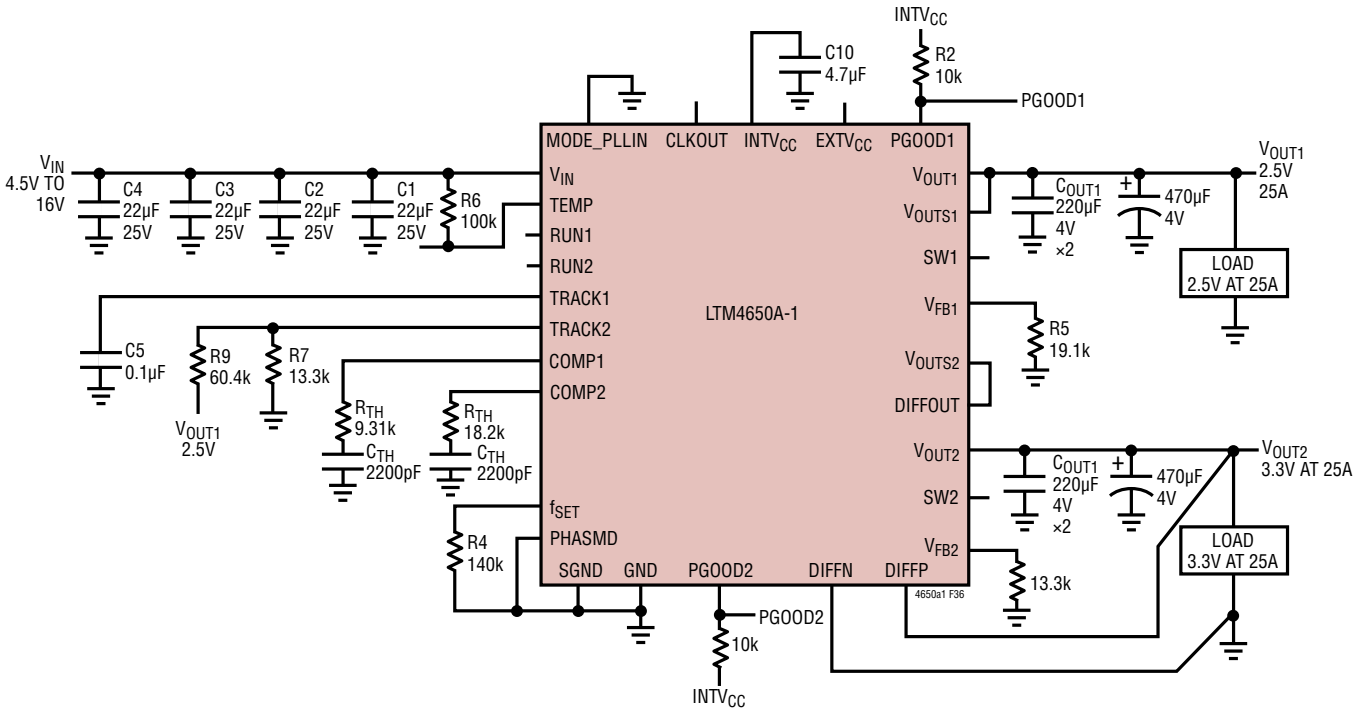 INTVCC
C10
4.7µF
R2
10k
PGOOD1
MODE_PLLIN
CLKOUT
INTVCC
EXTVCC
PGOOD1
VIN
4.5V TO
16V
C4
22µF
25V
C3
22µF
25V
C2
22µF
25V
C1
22µF
25V
R6
100k
VIN
TEMP
RUN1
RUN2
TRACK1
TRACK2
COMP1
COMP2
fSET
PHASMD
SGND
GND
PGOOD2
DIFFN
DIFFP
LTM4650A-1
VOUT1
VOUTS1
SW1
VFB1
VOUTS2
DIFFOUT
VOUT2
SW2
VFB2
4650a1 F36
COUT1
220µF
4V
×2
+
470µF
4V
VOUT1
2.5V
25A
LOAD
2.5V AT 25A
R5
19.1k
C5
0.1µF
R9
60.4k
R7
13.3k
VOUT1
2.5V
RTH
9.31k
CTH
2200pF
RTH
18.2k
CTH
2200pF
R4
140k
COUT1
220µF
4V
×2
+
470µF
4V
VOUT2
3.3V AT 25A
LOAD
3.3V AT 25A
13.3k
PGOOD2
10k
INTVCC